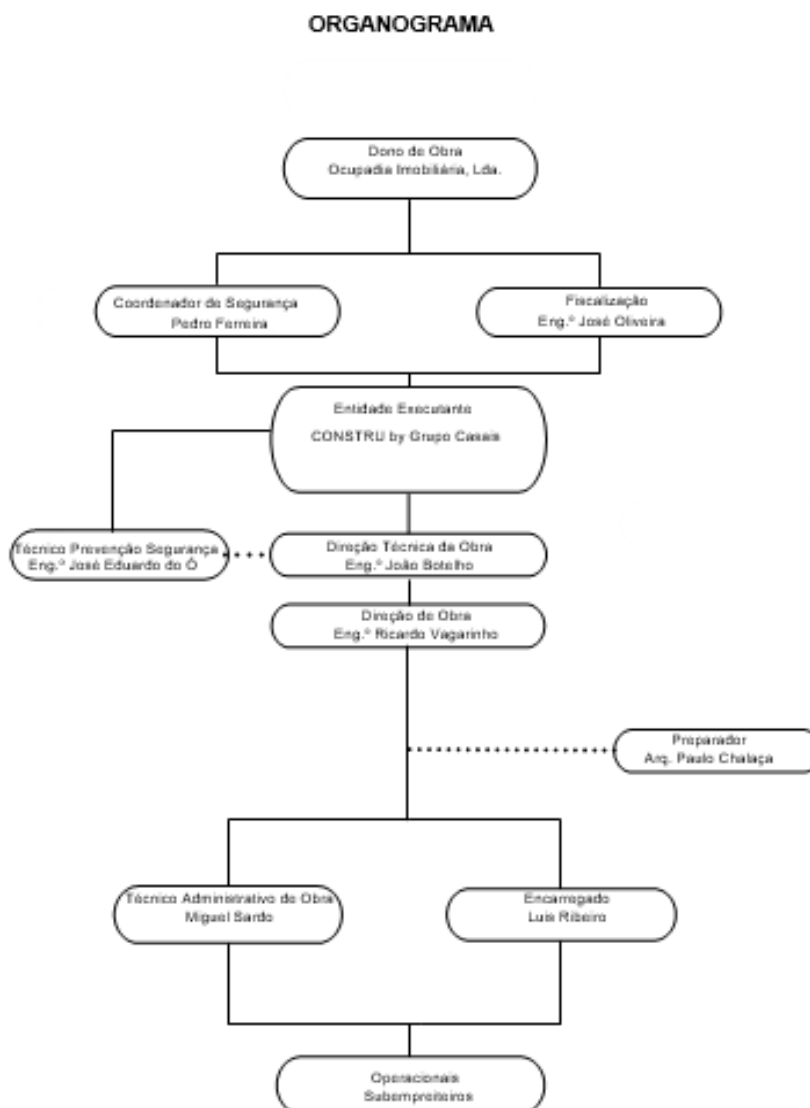 ORGANOGRAMA
Dono de Obra
Ocupadia Imobiliária, Lda.
Coordenador de Segurança
Pedro Ferreira
Fiscalização
Eng.º José Oliveira
Entidade Executante
CONSTRU by Grupo Casais
Técnico Prevenção Segurança
Eng.º José Eduardo do Ó
Direção Técnica da Obra
Eng.º João Botelho
Direção de Obra
Eng.º Ricardo Vagarinho
Preparador
Arq. Paulo Chalaça
Técnico Administrativo de Obra
Miguel Sardo
Encarregado
Luis Ribeiro
Operacionais
Subempreiteiros